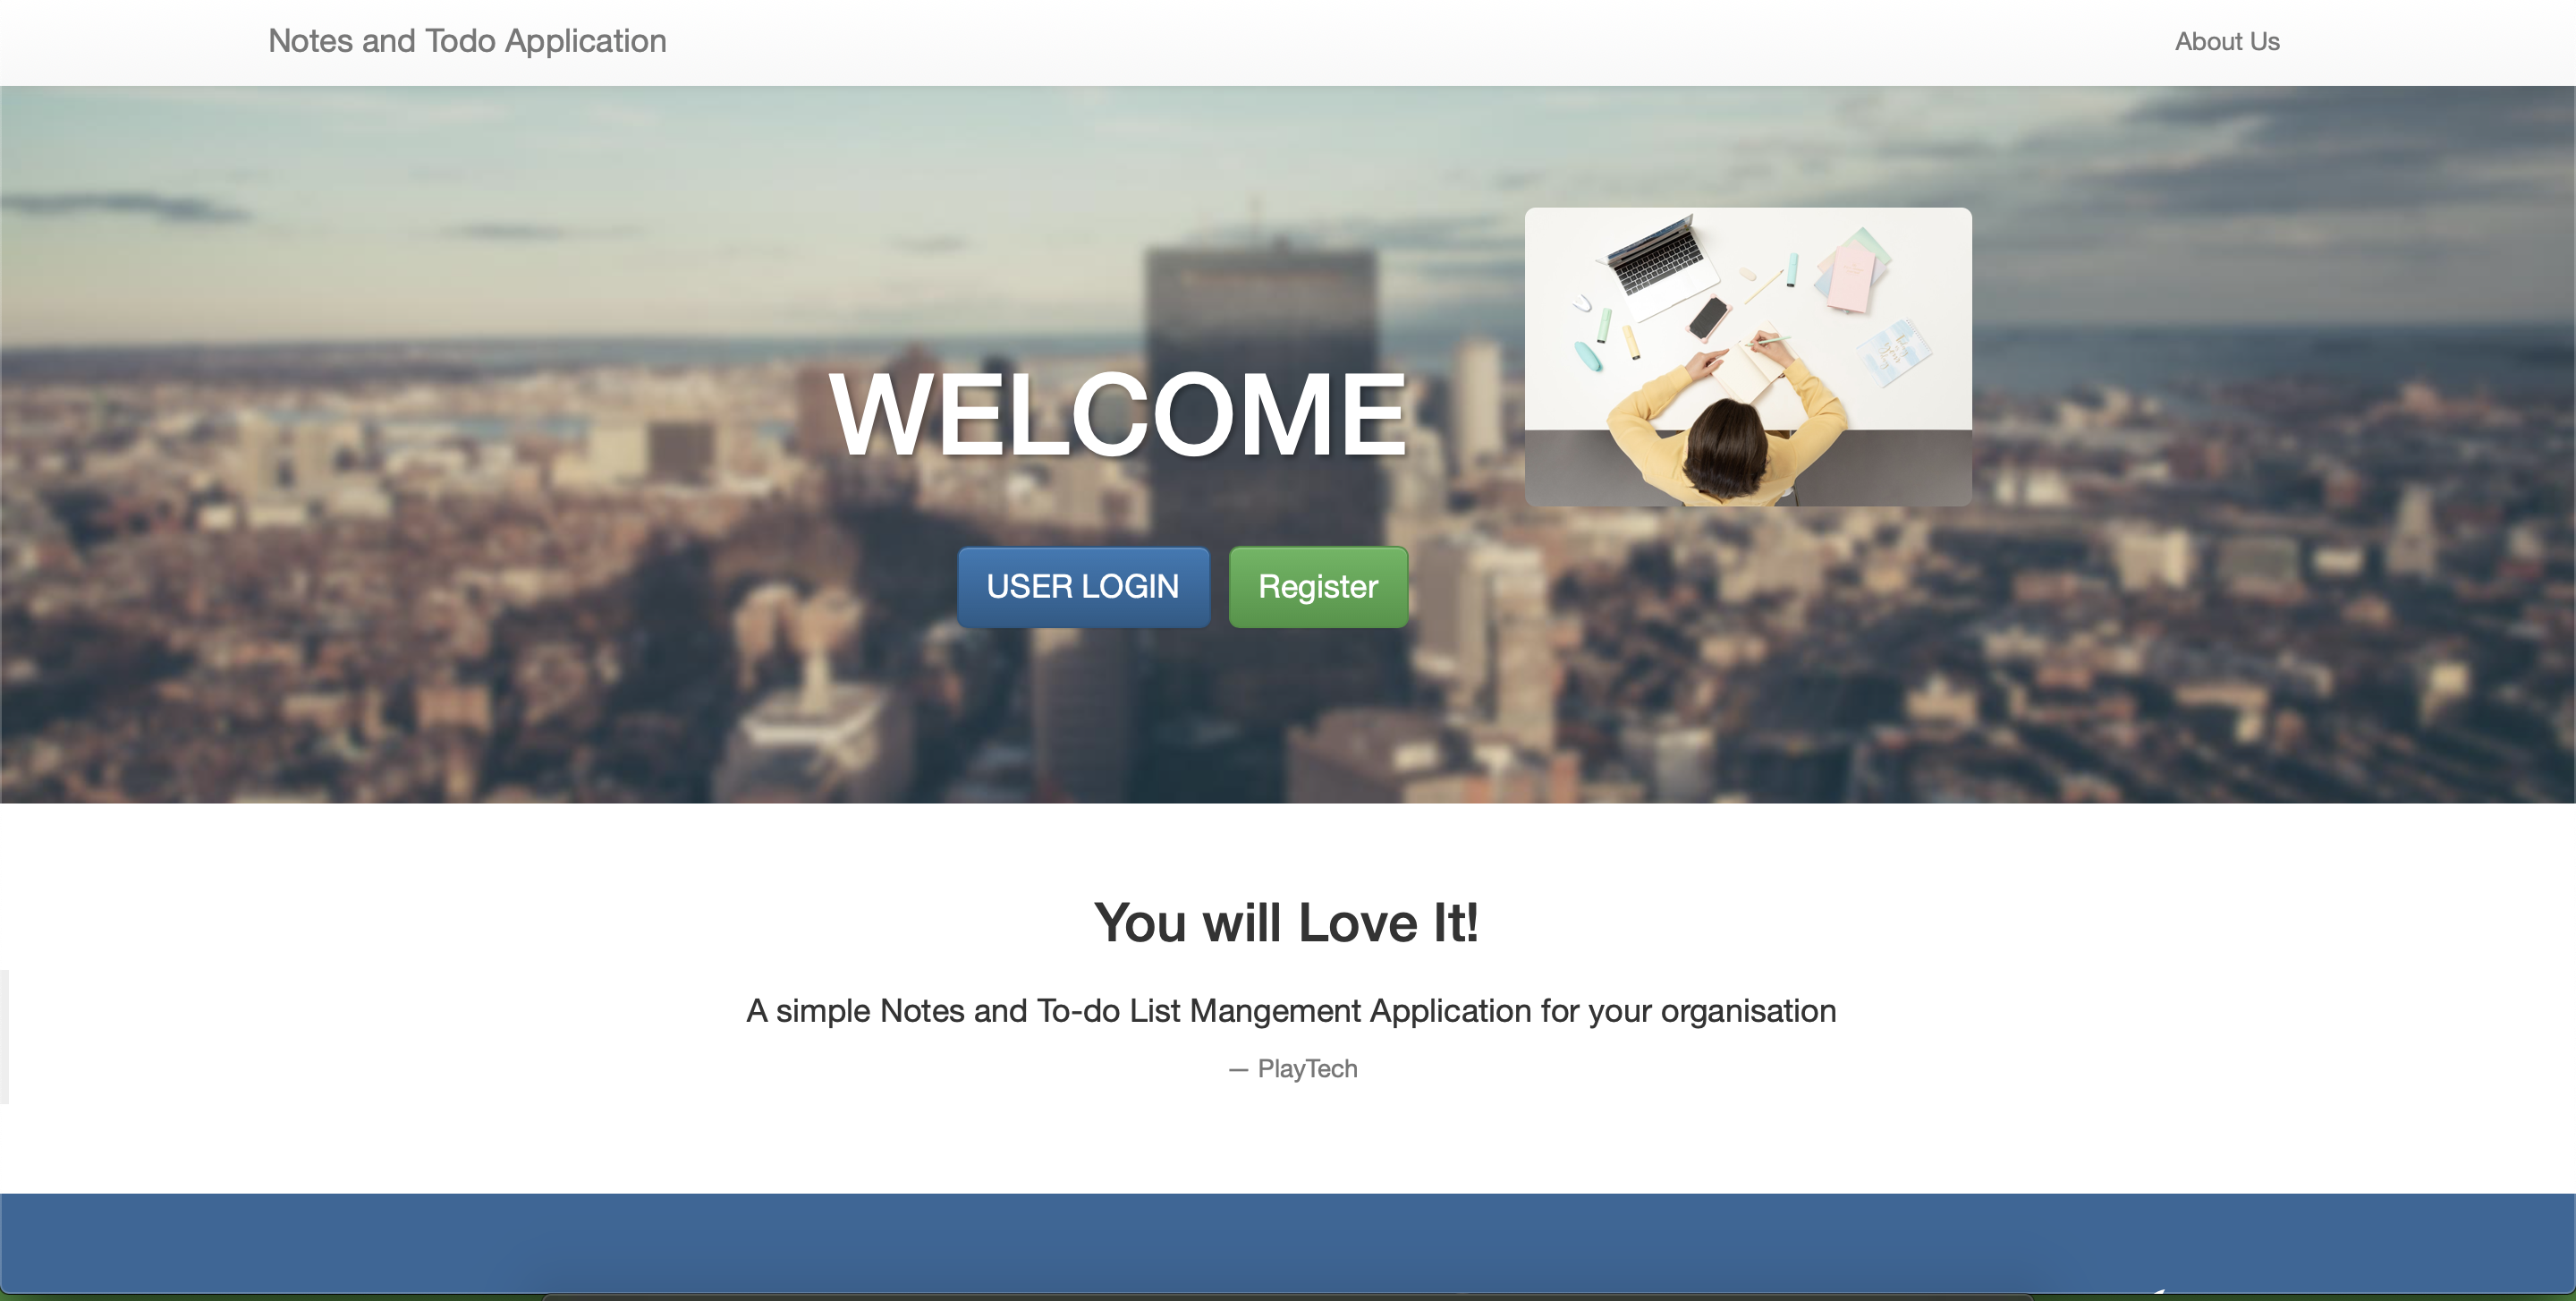 Notes and Todo Application
About Us
WELCOME
USER LOGIN
Register
You will Love It!
A simple Notes and To-do List Mangement Application for your organisation
— PlayTech